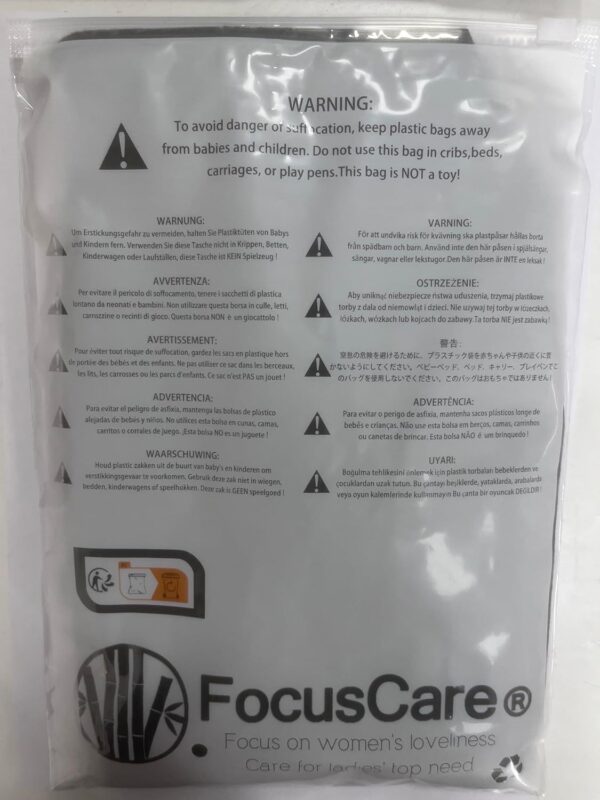 WARNING:
To avoid danger of suffocation, keep plastic bags away
from babies and children. Do not use this bag in cribs,beds,
carriages, or play pens.This bag is NOT a toy!
WARNUNG:
Um Erstickungsgefahr zu vermeiden, halten Sie Plastiktüten von Babys
und Kindern fern. Verwenden Sie diese Tasche nicht in Krippen, Betten,
Kinderwagen oder Laufställen, Diese Tasche ist KEIN Spielzeug !
AVVERTENZA:
Per evitare il pericolo di soffocamento, tenere i sacchetti di plastica
lontano da neonati e bambini. Non utilizzare questa borsa in culle, letti,
carrozzine o recinti di gioco. Questa borsa NON è un giocattolo !
AVERTISSEMENT:
Pour éviter tout risque de suffocation, gardez les sacs en plastique hors
de portée des bébés et des enfants. Ne pas utiliser ce sac dans les berceaux,
les lits, les carrosses ou les parcs d'enfants. Ce sac n'est PAS un jouet !
ADVERTENCIA:
Para evitar el peligro de asfixia, mantenga las bolsas de plástico
alejadas de bebés y niños. No utilices esta bolsa en cunas, camas,
carritos o corrales de juego. ¡Esta bolsa NO e un juguete !
WAARSCHUWING:
Houd plastic zakken uit de buurt van baby's en kinderen om
verstikkingsgevaar te voorkomen. Gebruik deze zak niet in wiegen,
bedden, kinderwagens of speelhokken. Deze zak is GEEN speelgoed !
VARNING:
För att undvika risk för kvävning ska plastpåsar hållas borta
från spädbarn och barn. Använd inte den här påsen i spjälsängar,
sängar, vagnar eller lekstugor. Den här påsen är INTE en leksak !
OSTRZEŻENIE:
Aby uniknąć niebezpieczeństwa uduszenia, trzymaj plastikowe
torby z dala od niemowląt i dzieci. Nie używaj tej torby w łóżeczkach,
łóżkach, wózkach lub kojcach do zabawy. Ta torba NIE jest zabawką !
警告:
窒息の危険を避けるために、プラスチック袋を赤ちゃんや子供の近くに置
かないようにしてください。ベビーベッド、ベッド、キャリー、プレイペンでこ
のバッグを使用しないでください。このバッグはおもちゃではありません!
ADVERTÊNCIA:
Para evitar o perigo de asfixia, mantenha sacos plásticos longe de
bebês e crianças. Não use esta bolsa em berços, camas, carrinhos
ou canetas de brincar. Esta bolsa NÃO é um brinquedo !
UYARI:
Boğulma tehlikesini önlemek için plastik torbaları bebeklerden ve
çocuklardan uzak tutun. Bu çantayı beşiklerde, yataklarda, arabalarda
veya oyun kalemlerinde kullanmayın Bu çanta bir oyuncak DEĞİLDİR !
FocusCare®
Focus on women's loveliness
Care for ladies' top need